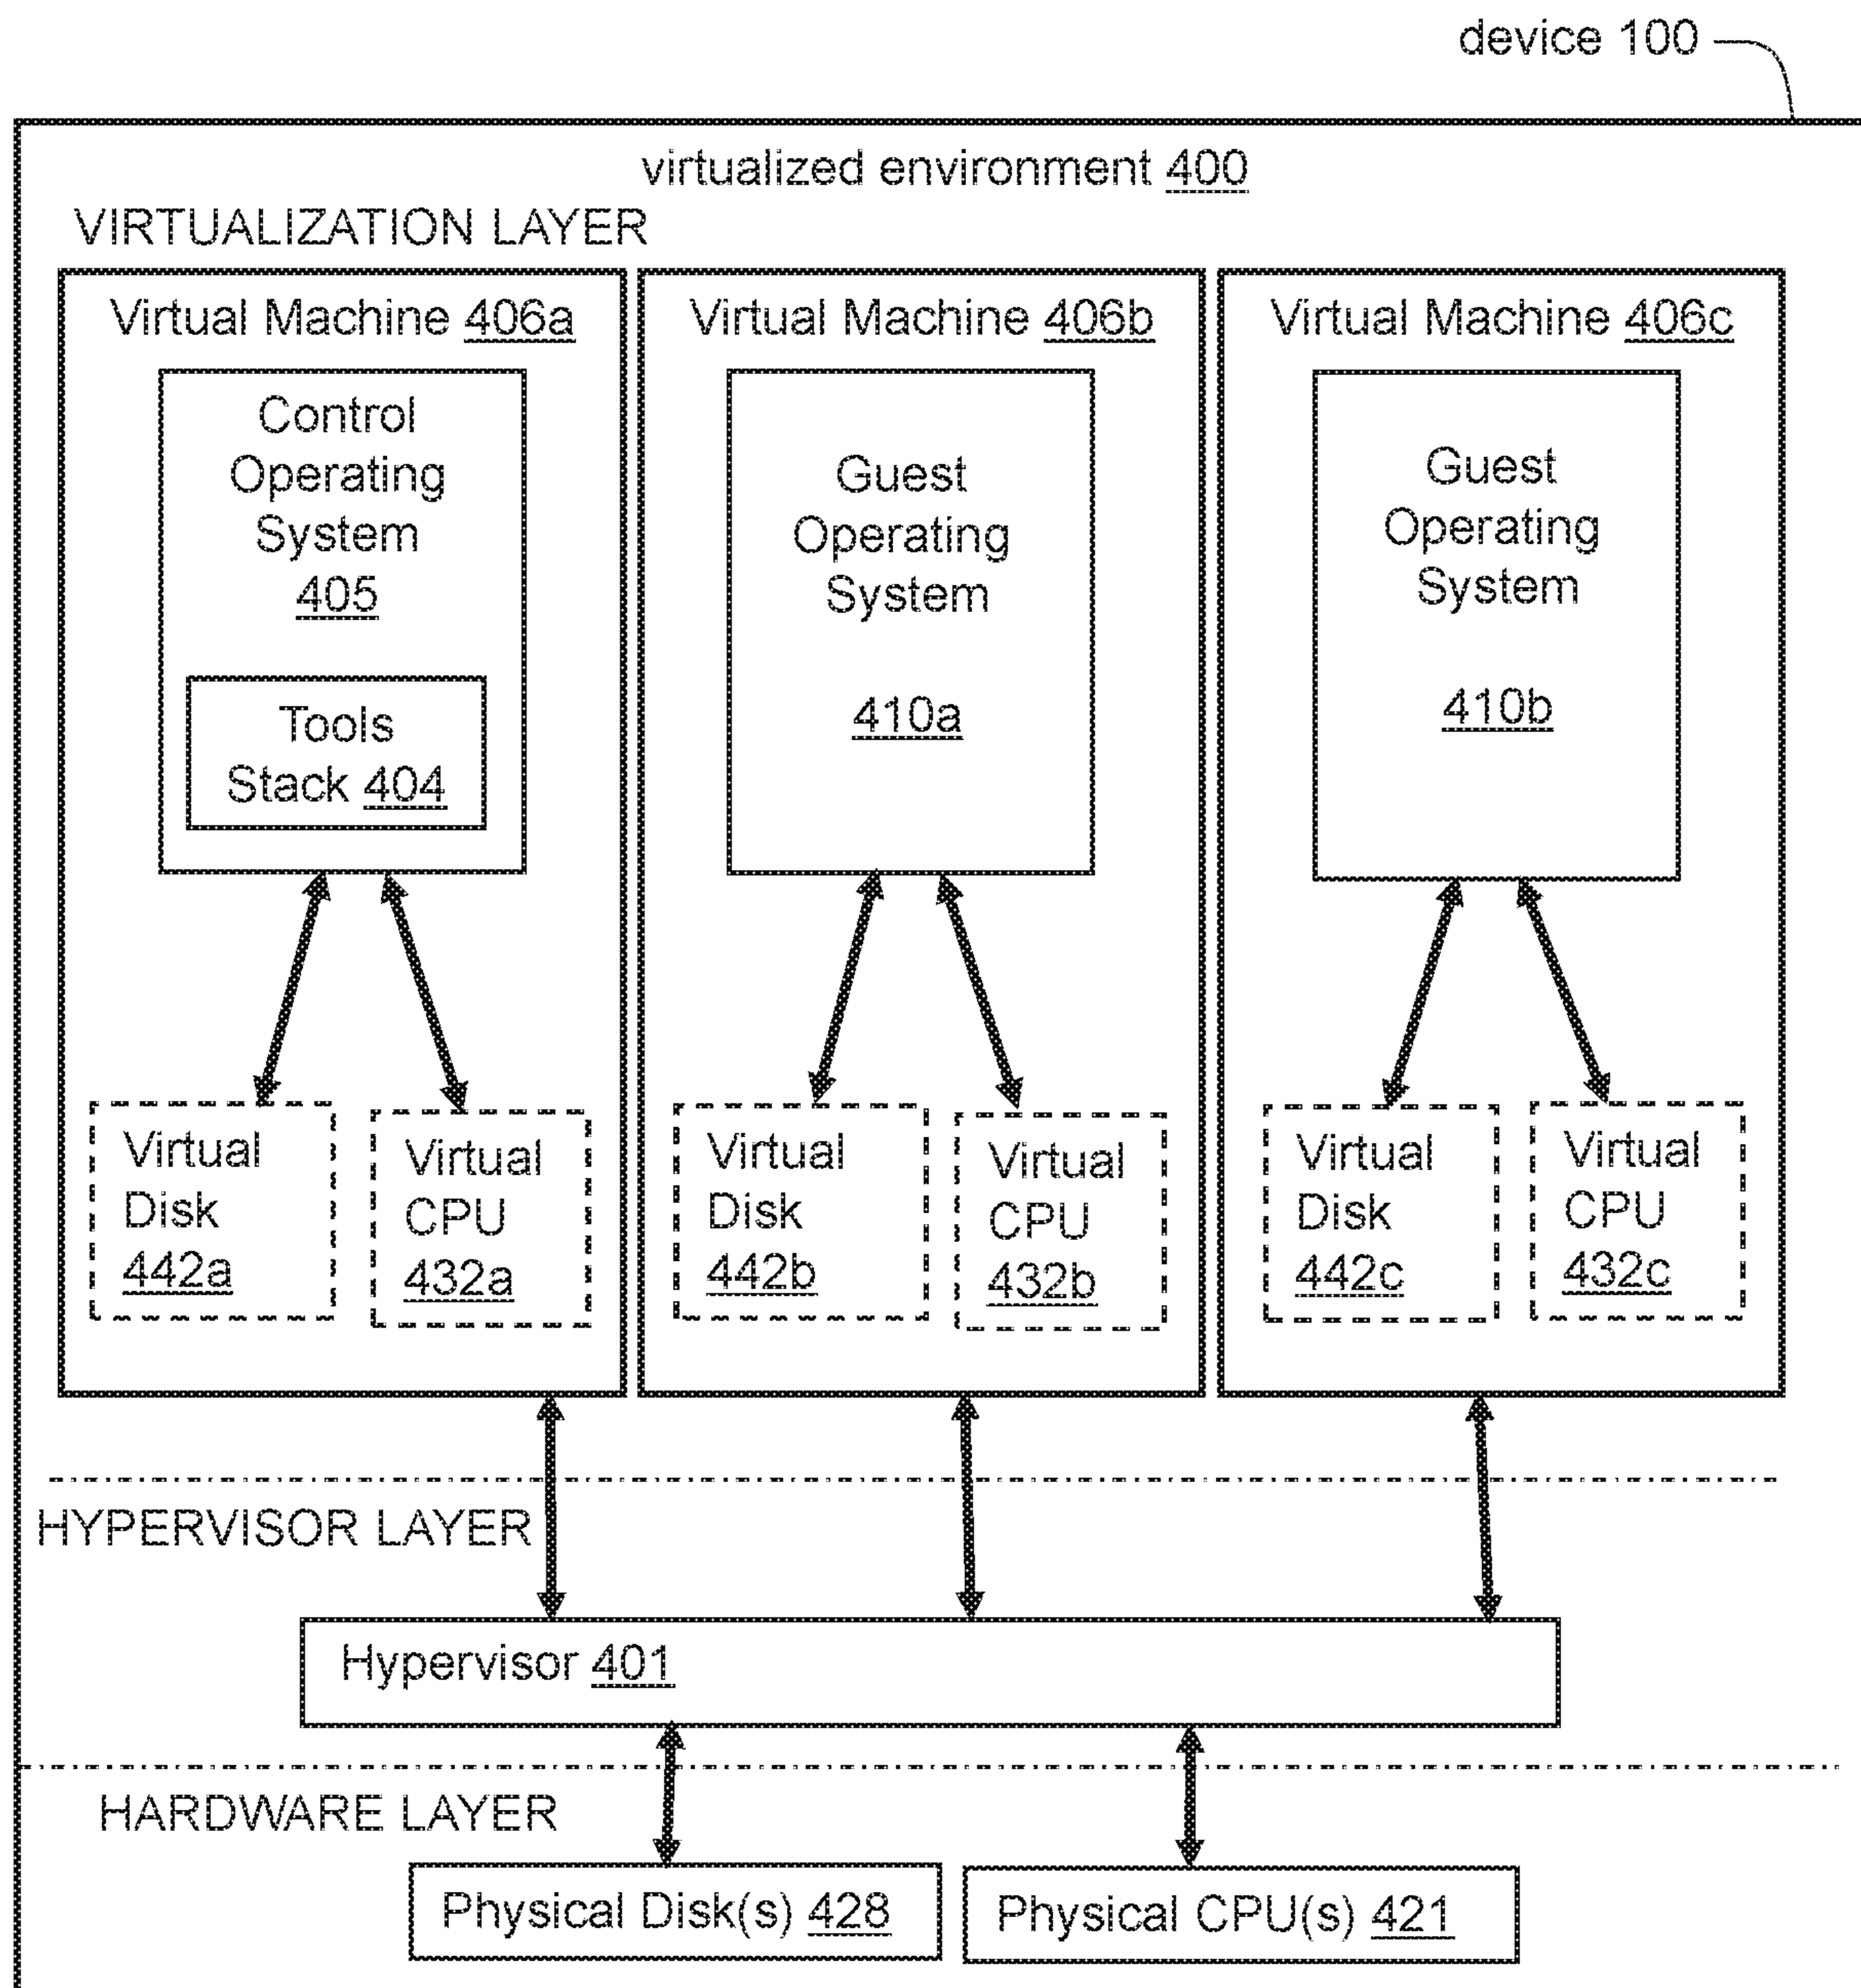 device 100
virtualized environment 400
VIRTUALIZATION LAYER
Virtual Machine 406a
Control
Operating
System
405
Tools
Stack 404
Virtual
Disk
442a
Virtual
CPU
432a
Virtual Machine 406b
Guest
Operating
System
410a
Virtual
Disk
442b
Virtual
CPU
432b
Virtual Machine 406c
Guest
Operating
System
410b
Virtual
Disk
442c
Virtual
CPU
432c
HYPERVISOR LAYER
Hypervisor 401
HARDWARE LAYER
Physical Disk(s) 428
Physical CPU(s) 421